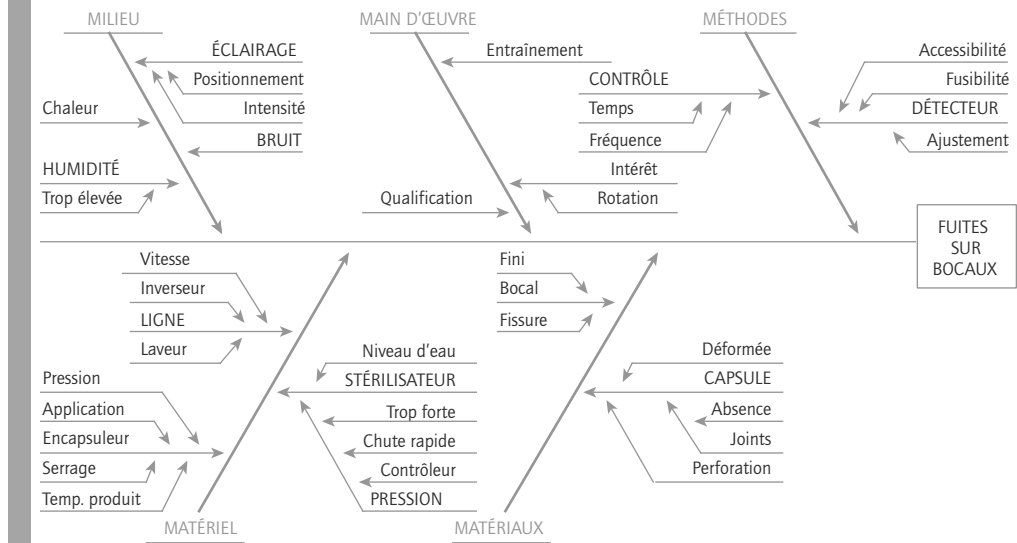 MILIEU
MAIN D'ŒUVRE
MÉTHODES
ÉCLAIRAGE
Positionnement
Intensité
BRUIT
Chaleur
HUMIDITÉ
Trop élevée
Entraînement
Intérêt
Rotation
Qualification
CONTRÔLE
Temps
Fréquence
Accessibilité
Fusibilité
DÉTECTEUR
Ajustement
FUITES
SUR
BOCAUX
Vitesse
Inverseur
LIGNE
Laveur
Pression
Application
Encapsuleur
Serrage
Temp. produit
Niveau d'eau
STÉRILISATEUR
Trop forte
Chute rapide
Contrôleur
PRESSION
Fini
Bocal
Fissure
Déformée
CAPSULE
Absence
Joints
Perforation
MATÉRIEL
MATÉRIAUX